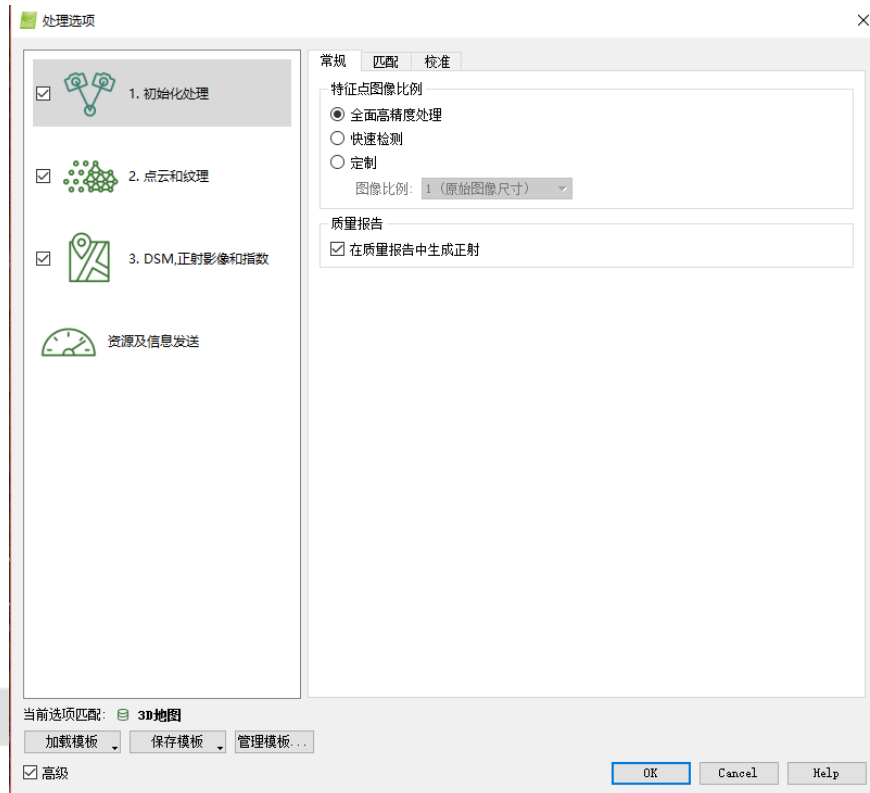 处理选项
1. 初始化处理
2. 点云和纹理
3. DSM,正射影像和指数
资源及信息发送
常规 匹配 校准
特征点图像比例
全面高精度处理
快速检测
定制
图像比例: 1（原始图像尺寸）
质量报告
在质量报告中生成正射
当前选项匹配: 3D地图
加载模板 保存模板 管理模板...
高级
OK Cancel Help